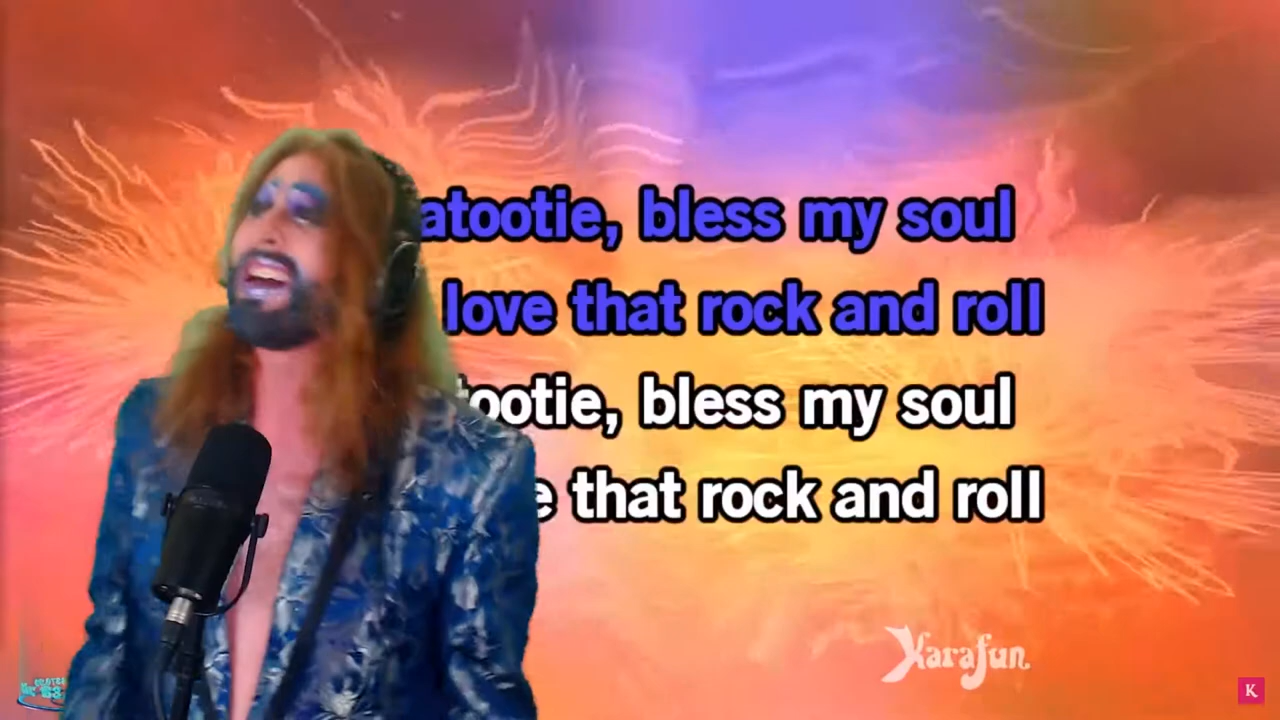 atootie, bless my soul
love that rock and roll
tootie, bless my soul
e that rock and roll
Karafun
K